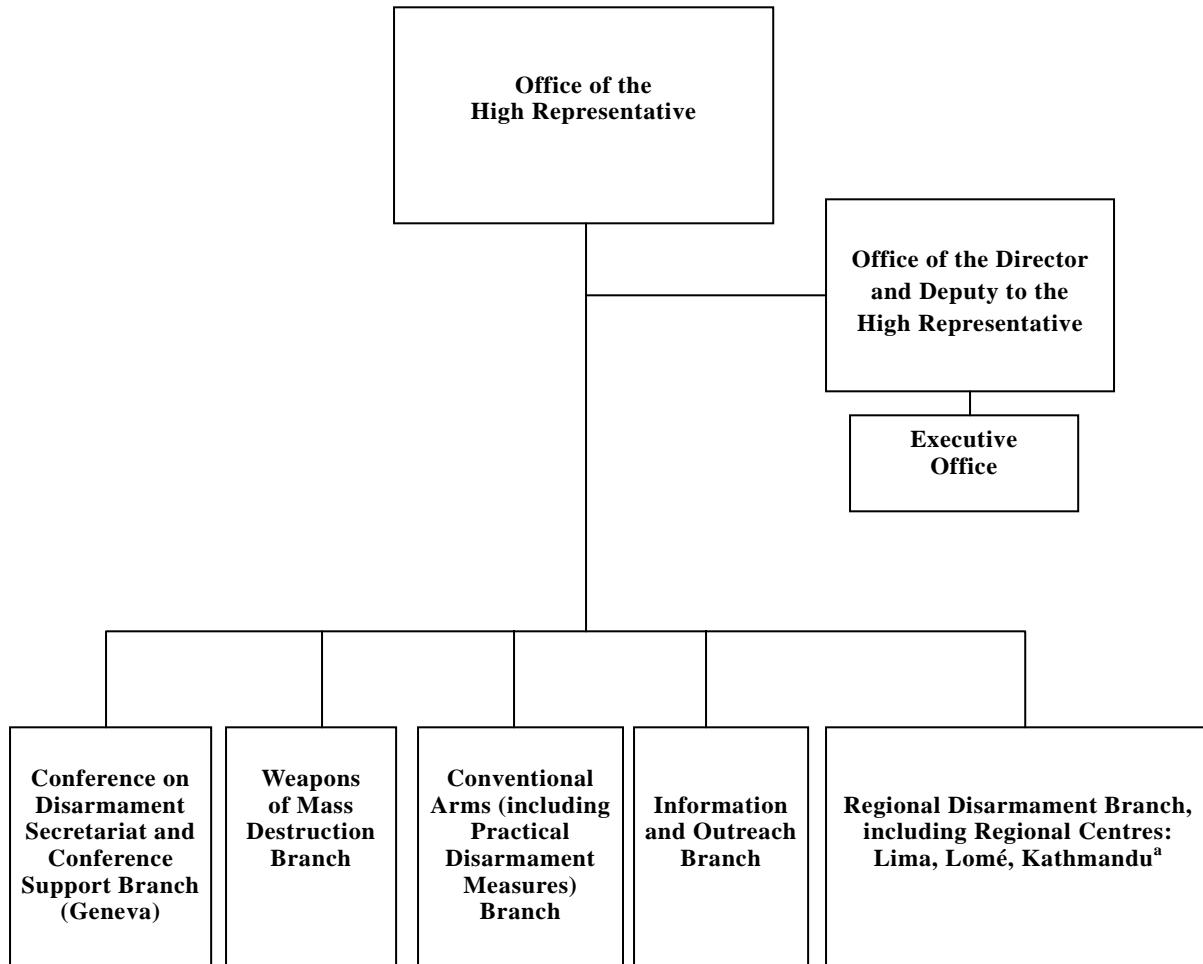 Office of the
High Representative
Office of the Director
and Deputy to the
High Representative
Executive
Office
Conference on
Disarmament
Secretariat and
Conference
Support Branch
(Geneva)
Weapons
of Mass
Destruction
Branch
Conventional
Arms (including
Practical
Disarmament
Measures)
Branch
Information
and Outreach
Branch
Regional Disarmament Branch,
including Regional Centres:
Lima, Lomé, Kathmanduᵃ